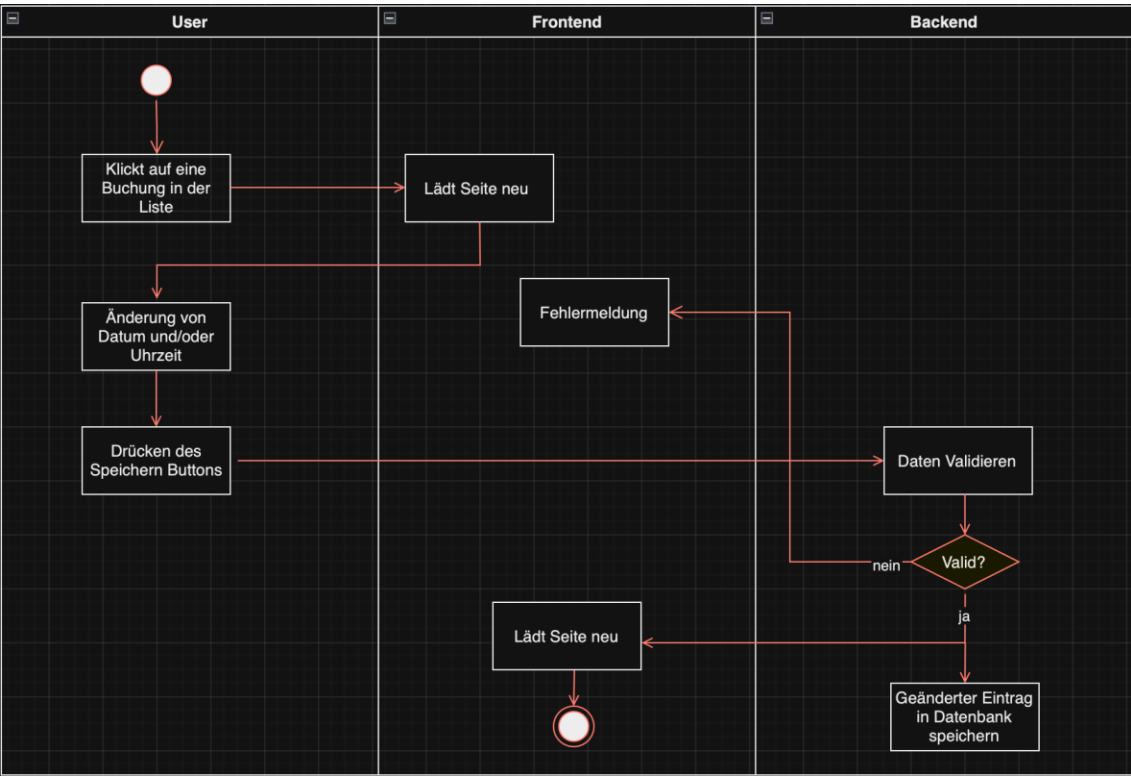 User
Frontend
Backend
Klickt auf eine
Buchung in der
Liste
Lädt Seite neu
Änderung von
Datum und/oder
Uhrzeit
Fehlermeldung
Drücken des
Speichern Buttons
Daten Validieren
Valid?
nein
ja
Lädt Seite neu
Geänderter Eintrag
in Datenbank
speichern